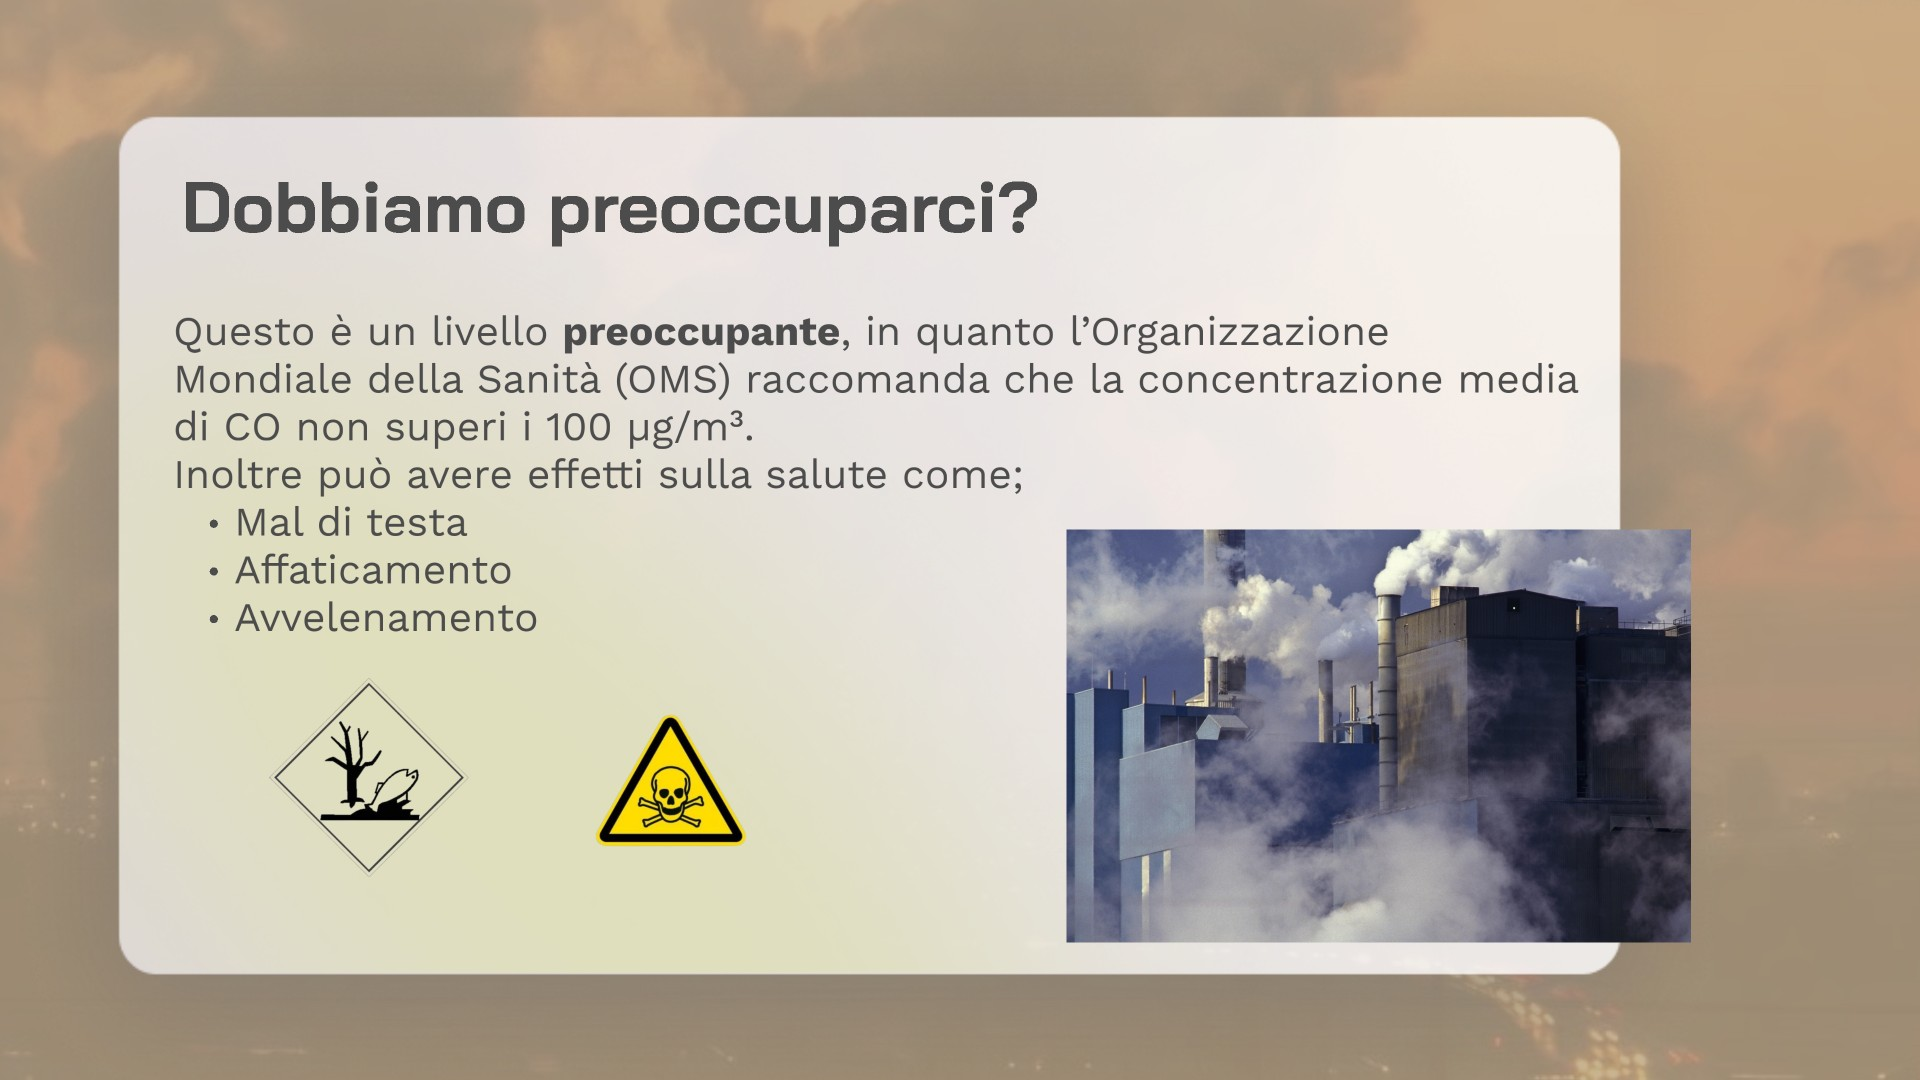 Dobbiamo preoccuparci?
Questo è un livello preoccupante, in quanto l’Organizzazione
Mondiale della Sanità (OMS) raccomanda che la concentrazione media
di CO non superi i 100 µg/m³.
Inoltre può avere effetti sulla salute come;
• Mal di testa
• Affaticamento
• Avvelenamento